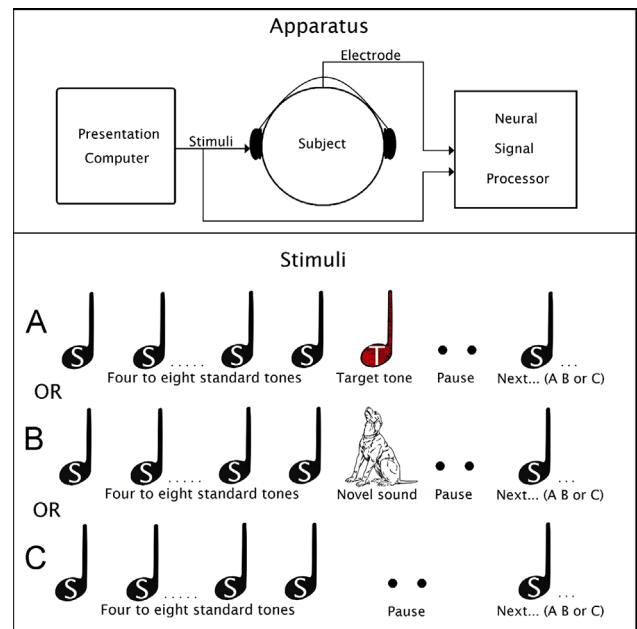 Apparatus
Electrode
Presentation
Computer
Stimuli
Subject
Neural
Signal
Processor
Stimuli
A S S ..... S S T • • S ...
Four to eight standard tones Target tone Pause Next... (A B or C)
OR
B S S ..... S S • • S ...
Four to eight standard tones Novel sound Pause Next... (A B or C)
OR
C S S ..... S S • • S ...
Four to eight standard tones Pause Next... (A B or C)